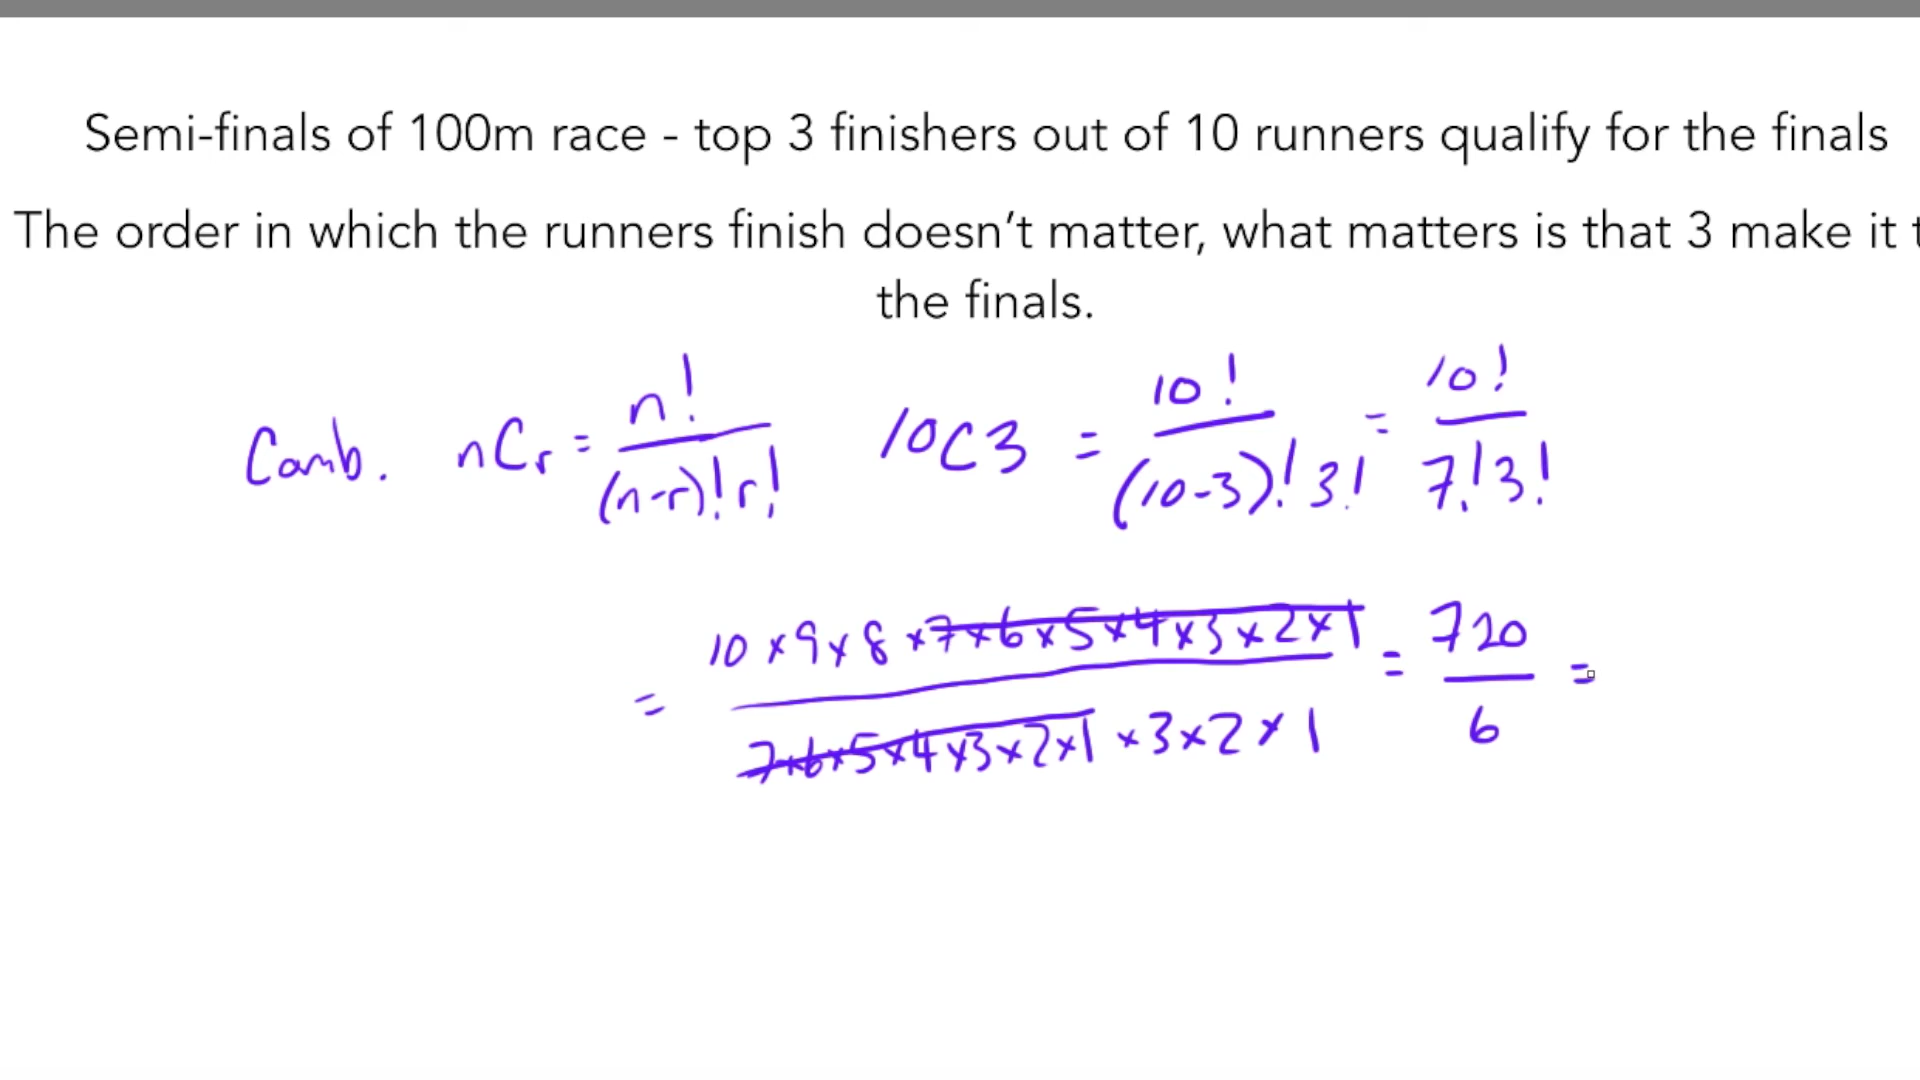 Semi-finals of 100m race - top 3 finishers out of 10 runners qualify for the finals
The order in which the runners finish doesn’t matter, what matters is that 3 make it t
the finals.
Comb. nCr = n! / (n-r)! r! 10C3 = 10! / (10-3)! 3! = 10! / 7! 3!
= 10 × 9 × 8 × 7 × 6 × 5 × 4 × 3 × 2 × 1 / 7 × 6 × 5 × 4 × 3 × 2 × 1 × 3 × 2 × 1 = 720 / 6 =